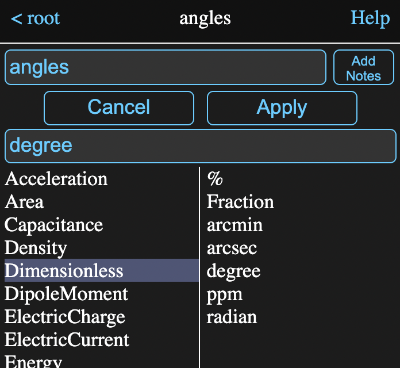 < root angles Help
angles Add Notes
Cancel Apply
degree
Acceleration %
Area Fraction
Capacitance arcmin
Density arcsec
Dimensionless degree
DipoleMoment ppm
ElectricCharge radian
ElectricCurrent
Energy